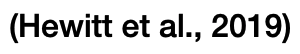 (Hewitt et al., 2019)